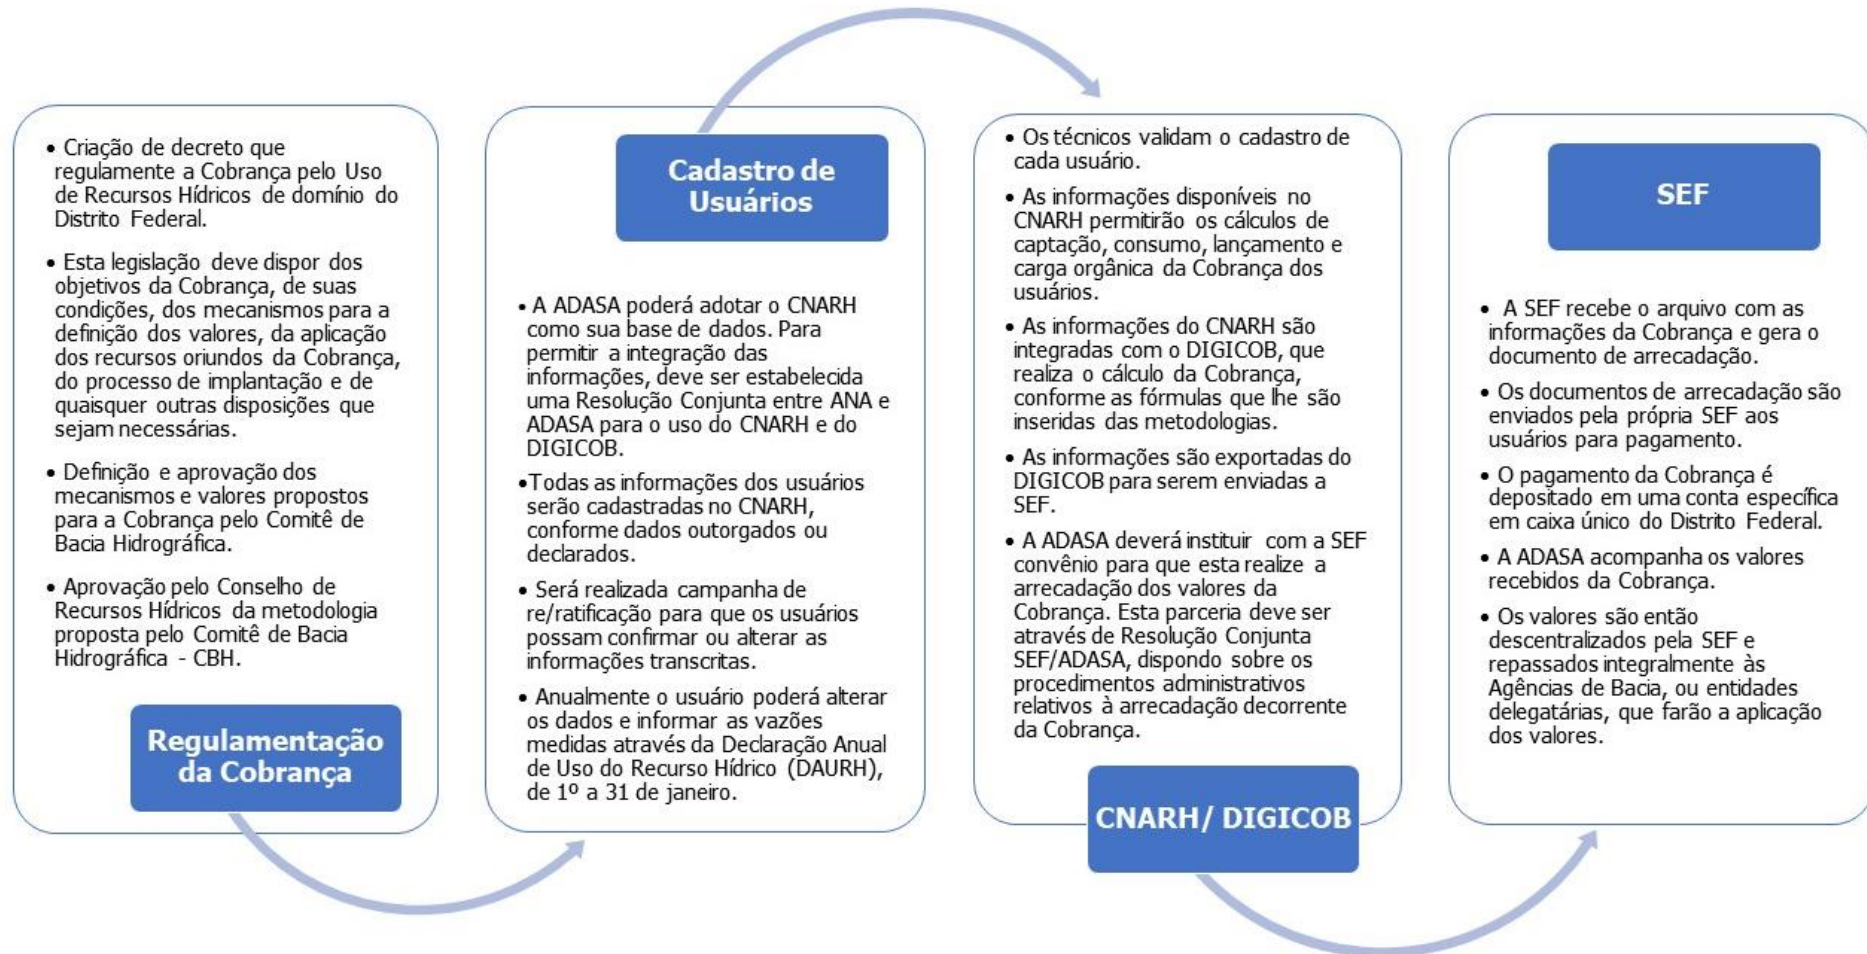 • Criação de decreto que
regulamente a Cobrança pelo Uso
de Recursos Hídricos de domínio do
Distrito Federal.
• Esta legislação deve dispor dos
objetivos da Cobrança, de suas
condições, dos mecanismos para a
definição dos valores, da aplicação
dos recursos oriundos da Cobrança,
do processo de implantação e de
quaisquer outras disposições que
sejam necessárias.
• Definição e aprovação dos
mecanismos e valores propostos
para a Cobrança pelo Comitê de
Bacia Hidrográfica.
• Aprovação pelo Conselho de
Recursos Hídricos da metodologia
proposta pelo Comitê de Bacia
Hidrográfica - CBH.
Regulamentação
da Cobrança
Cadastro de
Usuários
• A ADASA poderá adotar o CNARH
como sua base de dados. Para
permitir a integração das
informações, deve ser estabelecida
uma Resolução Conjunta entre ANA e
ADASA para o uso do CNARH e do
DIGICOB.
•Todas as informações dos usuários
serão cadastradas no CNARH,
conforme dados outorgados ou
declarados.
• Será realizada campanha de
re/ratificação para que os usuários
possam confirmar ou alterar as
informações transcritas.
• Anualmente o usuário poderá alterar
os dados e informar as vazões
medidas através da Declaração Anual
de Uso do Recurso Hídrico (DAURH),
de 1º a 31 de janeiro.
• Os técnicos validam o cadastro de
cada usuário.
• As informações disponíveis no
CNARH permitirão os cálculos de
captação, consumo, lançamento e
carga orgânica da Cobrança dos
usuários.
• As informações do CNARH são
integradas com o DIGICOB, que
realiza o cálculo da Cobrança,
conforme as fórmulas que lhe são
inseridas das metodologias.
• As informações são exportadas do
DIGICOB para serem enviadas a
SEF.
• A ADASA deverá instituir com a SEF
convênio para que esta realize a
arrecadação dos valores da
Cobrança. Esta parceria deve ser
através de Resolução Conjunta
SEF/ADASA, dispondo sobre os
procedimentos administrativos
relativos à arrecadação decorrente
da Cobrança.
CNARH/ DIGICOB
SEF
• A SEF recebe o arquivo com as
informações da Cobrança e gera o
documento de arrecadação.
• Os documentos de arrecadação são
enviados pela própria SEF aos
usuários para pagamento.
• O pagamento da Cobrança é
depositado em uma conta específica
em caixa único do Distrito Federal.
• A ADASA acompanha os valores
recebidos da Cobrança.
• Os valores são então
descentralizados pela SEF e
repassados integralmente às
Agências de Bacia, ou entidades
delegatárias, que farão a aplicação
dos valores.